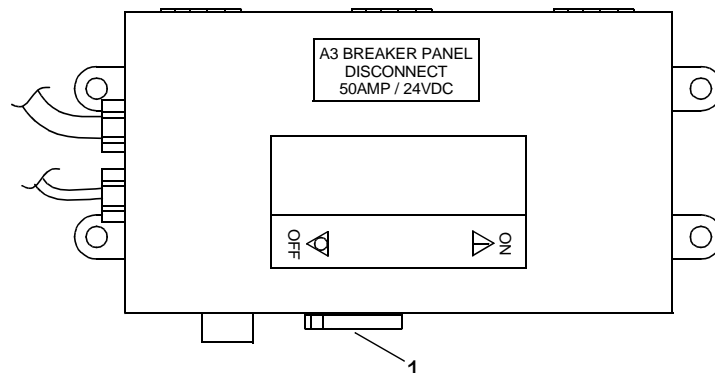 A3 BREAKER PANEL
DISCONNECT
50AMP / 24VDC
OFF
ON
1